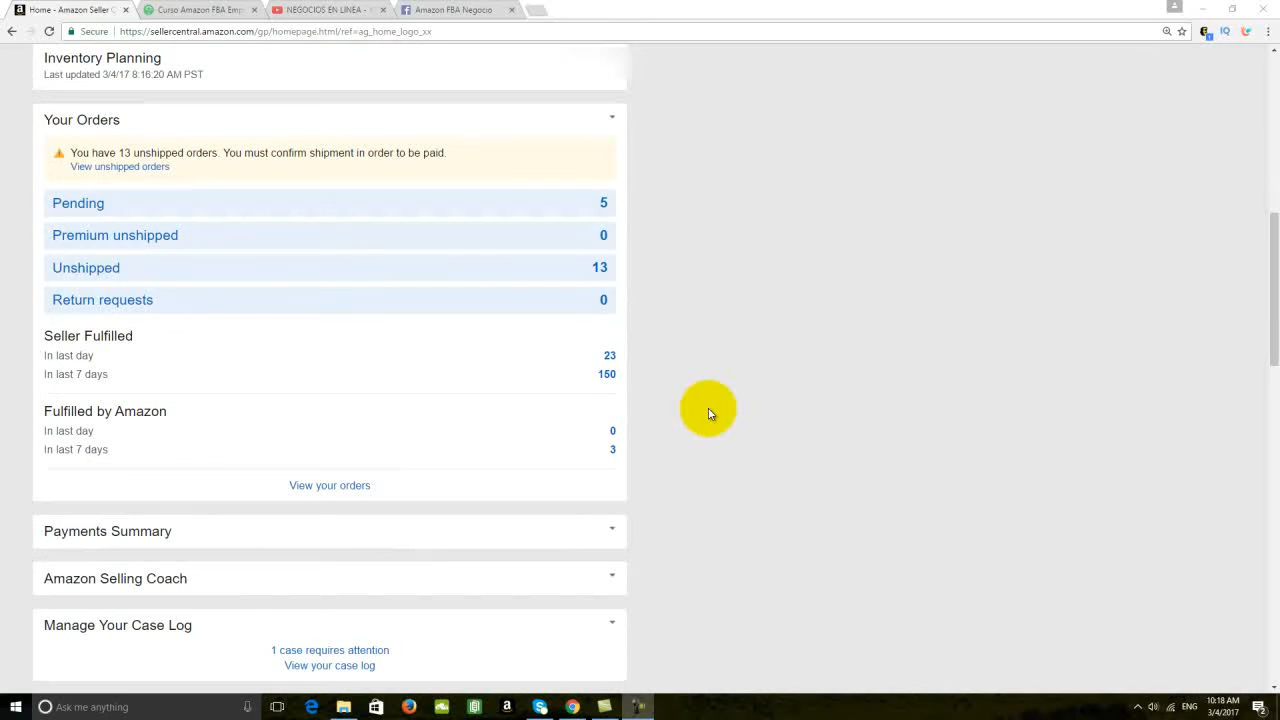 Home - Amazon Seller C
Curso Amazon FBA Emp
NEGOCIOS EN LINEA -
Amazon FBA Negocio
Secure
https://sellercentral.amazon.com/gp/homepage.html/ref=ag_home_logo_xx
IQ
Inventory Planning
Last updated 3/4/17 8:16:20 AM PST
Your Orders
You have 13 unshipped orders. You must confirm shipment in order to be paid.
View unshipped orders
Pending 5
Premium unshipped 0
Unshipped 13
Return requests 0
Seller Fulfilled
In last day 23
In last 7 days 150
Fulfilled by Amazon
In last day 0
In last 7 days 3
View your orders
Payments Summary
Amazon Selling Coach
Manage Your Case Log
1 case requires attention
View your case log
Ask me anything
ENG
10:18 AM
3/4/2017